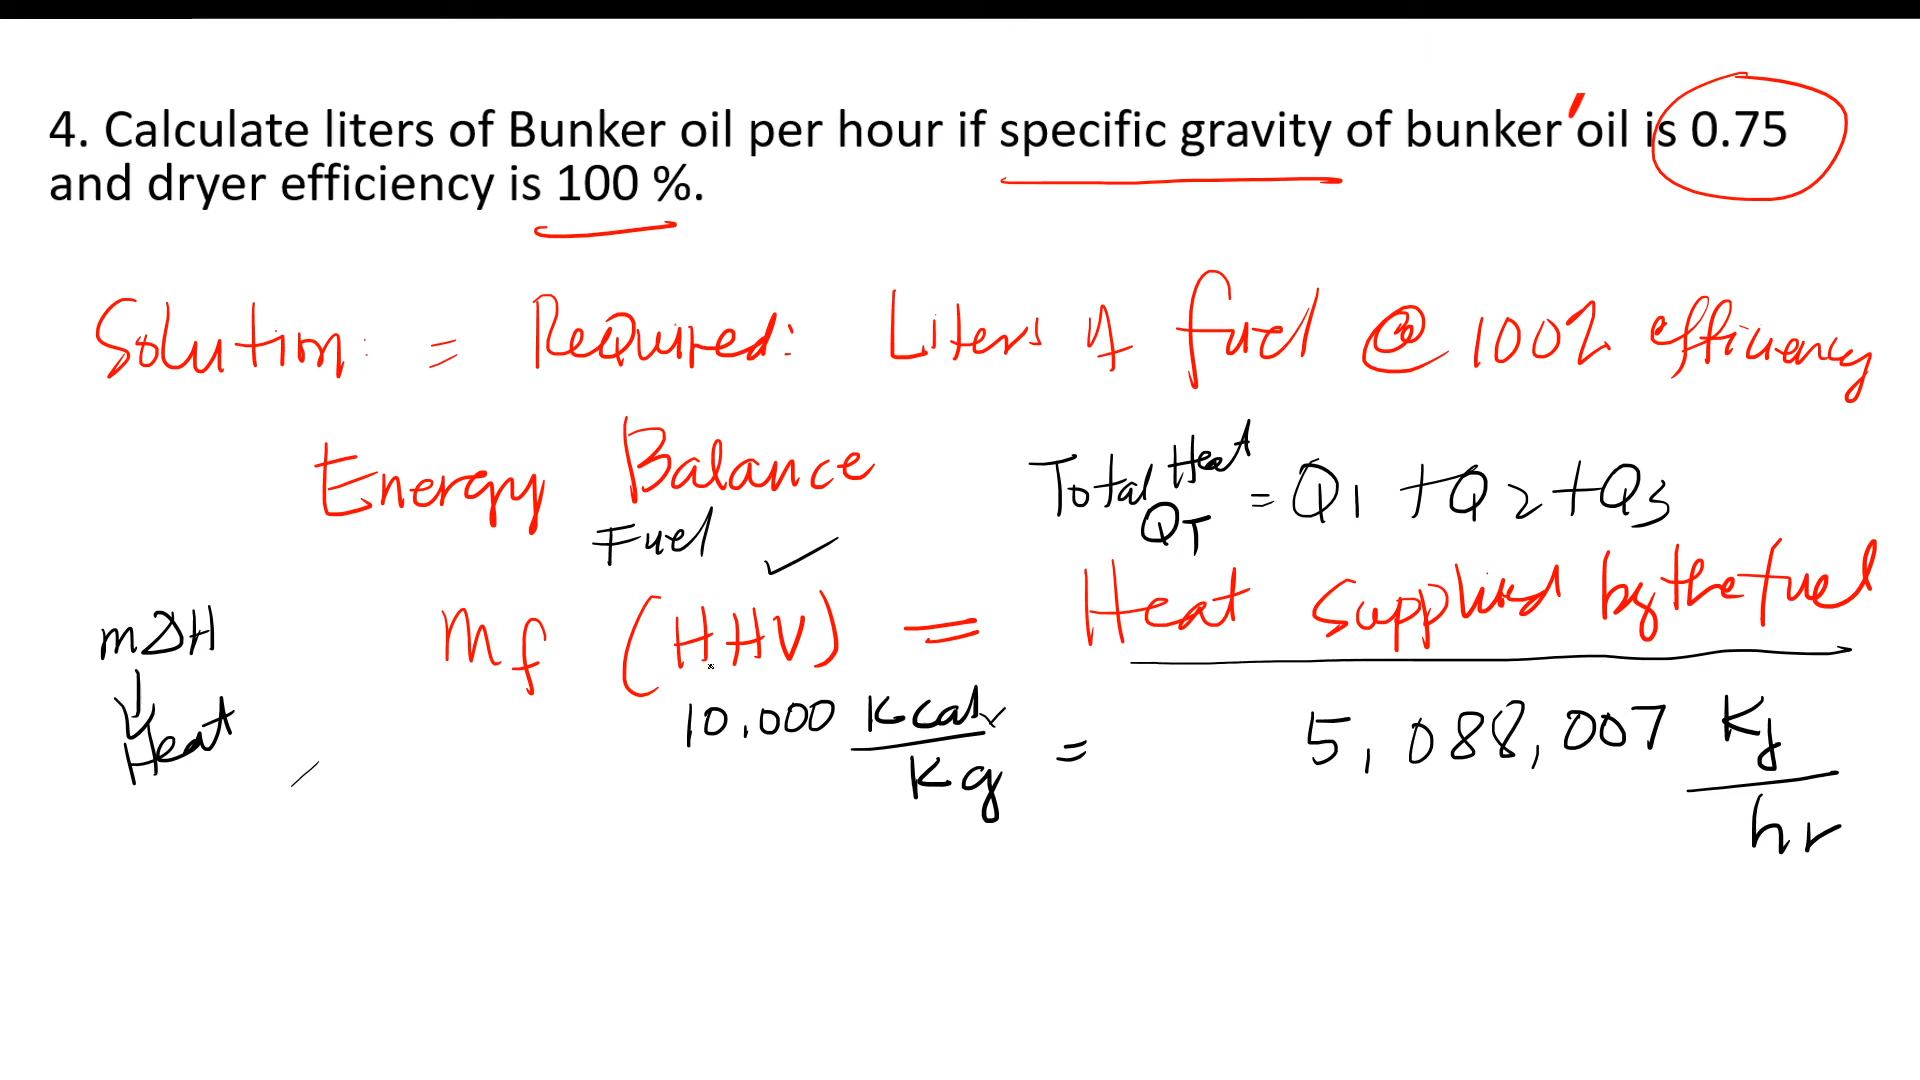 4. Calculate liters of Bunker oil per hour if specific gravity of bunker oil is 0.75
and dryer efficiency is 100 %.
Solution: = Required: Liters of fuel @ 100% efficiency
Energy Balance
Total Heat QT = Q1 + Q2 + Q3
Fuel
mΔH
Mf (HHV) = Heat supplied by the fuel
Heat
10,000 Kcal/Kg = 5,088,007 Kj/hr